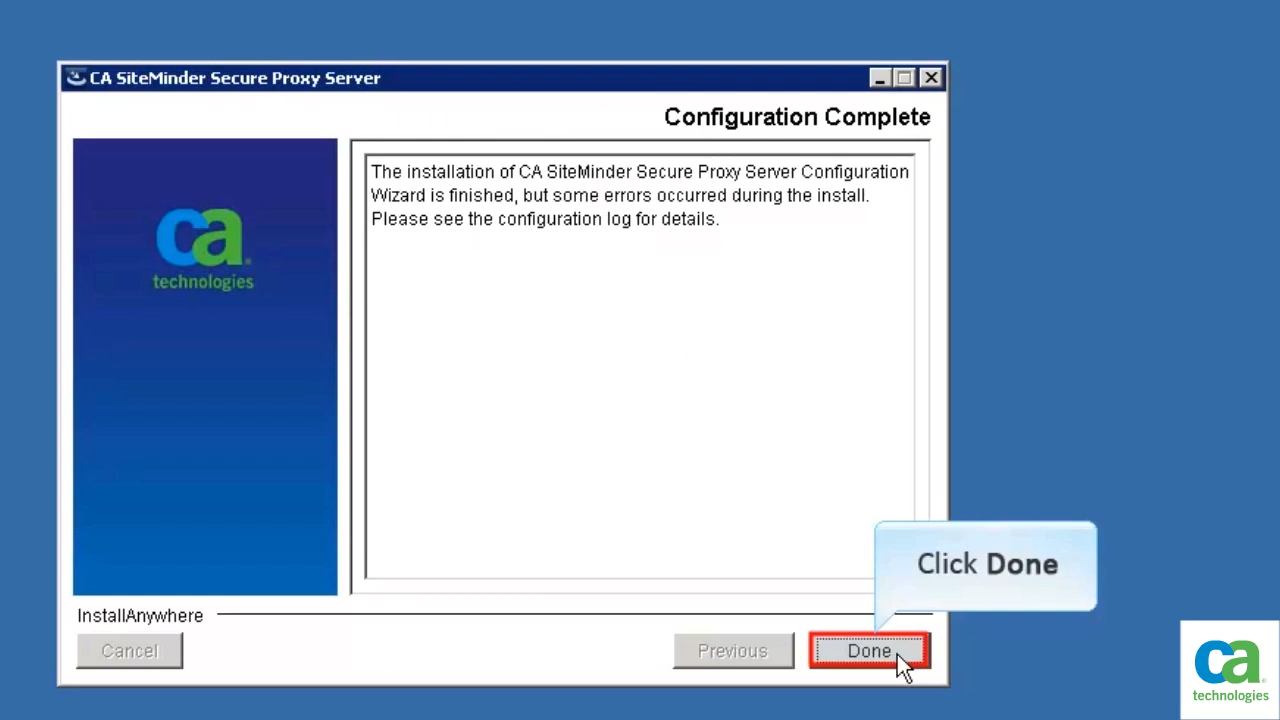 CA SiteMinder Secure Proxy Server
Configuration Complete
ca
technologies
The installation of CA SiteMinder Secure Proxy Server Configuration
Wizard is finished, but some errors occurred during the install.
Please see the configuration log for details.
Click Done
InstallAnywhere
Cancel
Previous
Done
ca
technologies